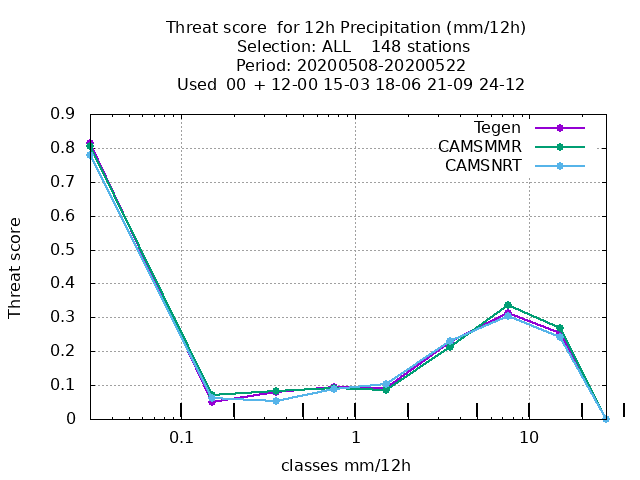 Threat score  for 12h Precipitation (mm/12h)
Selection: ALL    148 stations
Period: 20200508-20200522
Used  00 + 12-00 15-03 18-06 21-09 24-12
Tegen
CAMSMMR
CAMSNRT
0.9
0.8
0.7
0.6
0.5
0.4
0.3
0.2
0.1
0
Threat score
0.1
1
10
classes mm/12h